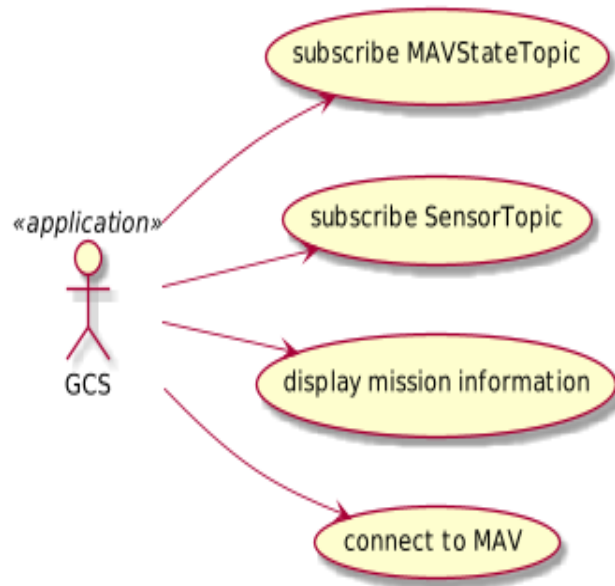 subscribe MAVStateTopic
subscribe SensorTopic
«application»
GCS
display mission information
connect to MAV